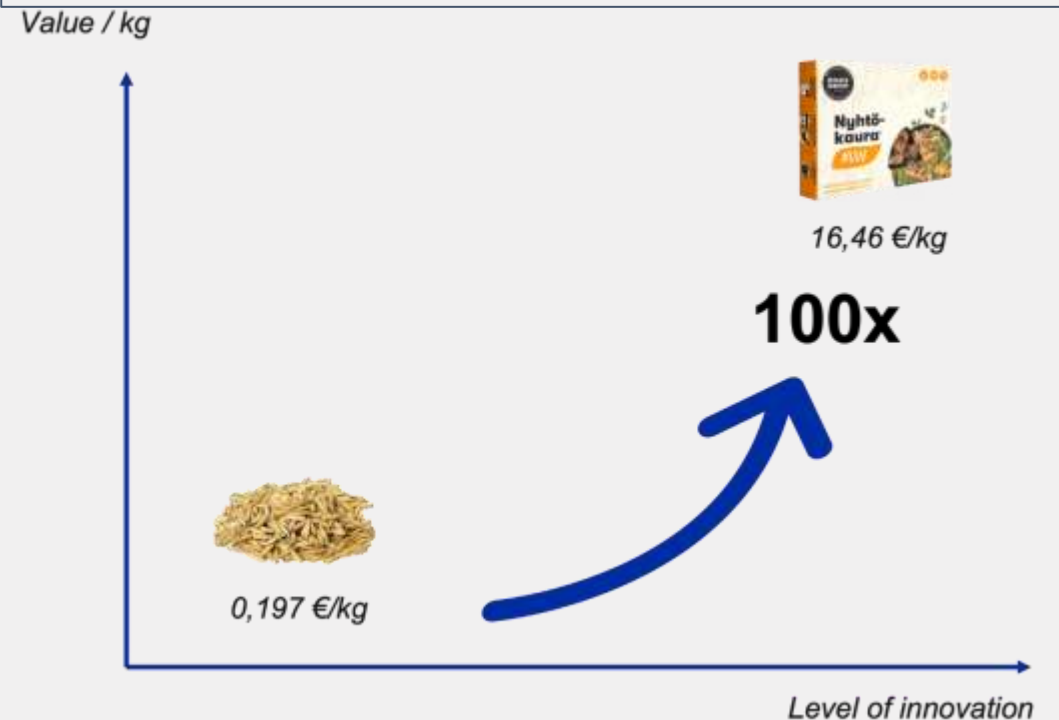 Value / kg
Nyhtö-
kaura
16,46 €/kg
100x
0,197 €/kg
Level of innovation